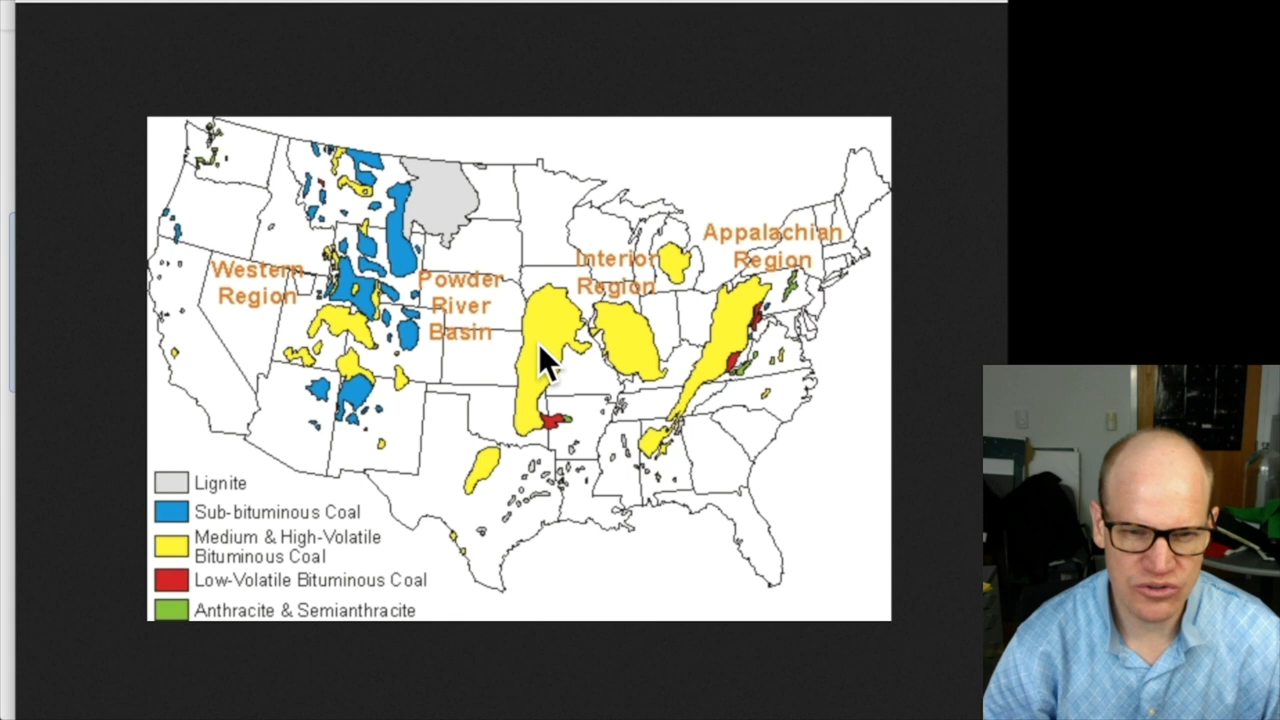 Appalachian
Region
Interior
Region
Western
Region
Powder
River
Basin
Lignite
Sub-bituminous Coal
Medium & High-Volatile
Bituminous Coal
Low-Volatile Bituminous Coal
Anthracite & Semianthracite